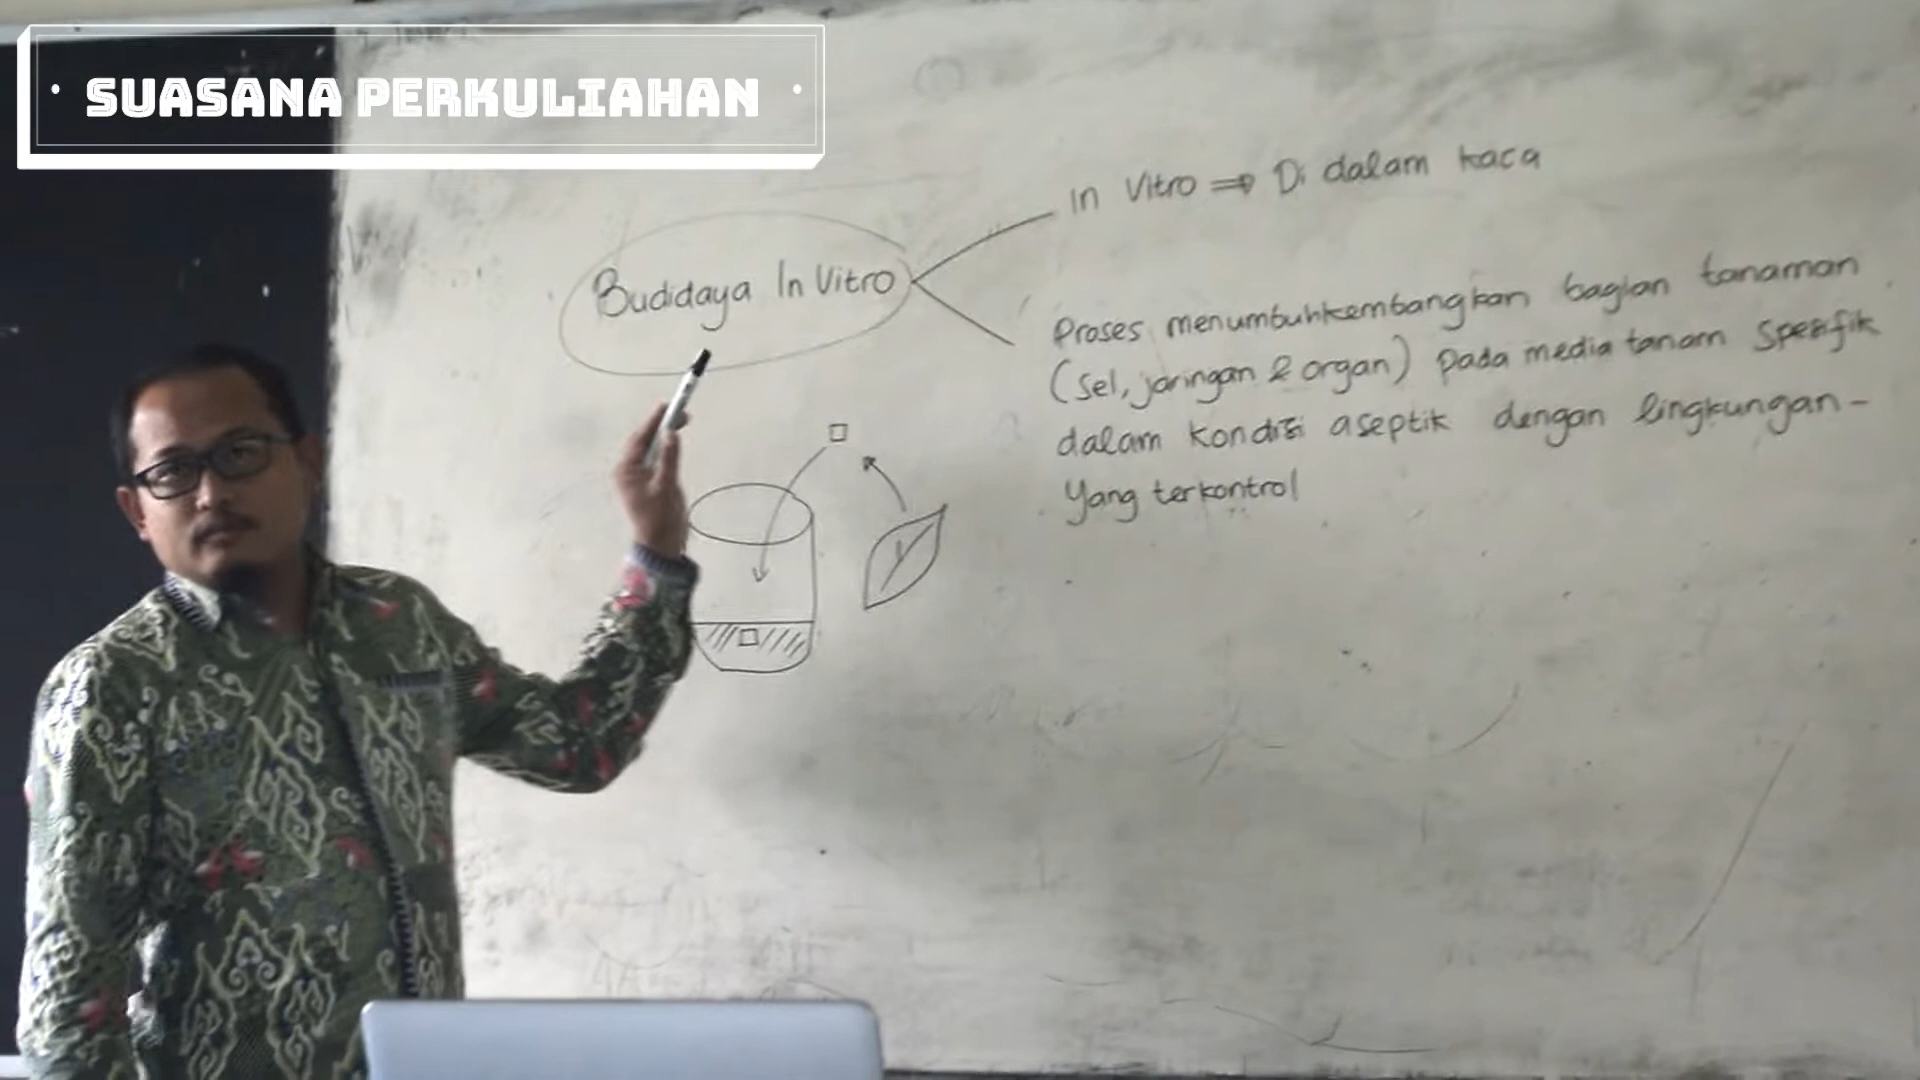 SUASANA PERKULIAHAN
In Vitro ⇒ Di dalam kaca
Budidaya In Vitro
Proses menumbuhkembangkan bagian tanaman
(sel, jaringan & organ) pada media tanam spesifik
dalam kondisi aseptik dengan lingkungan-
yang terkontrol